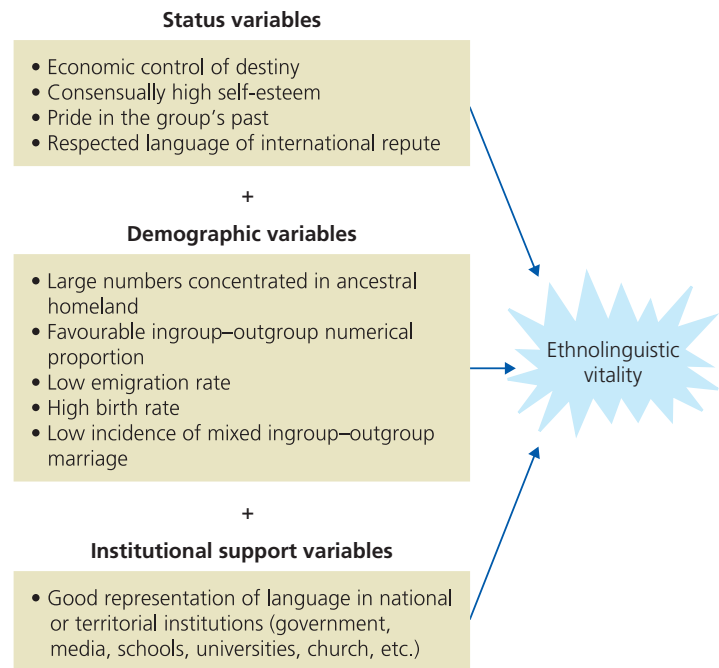 Status variables
• Economic control of destiny
• Consensually high self-esteem
• Pride in the group's past
• Respected language of international repute
+
Demographic variables
• Large numbers concentrated in ancestral
homeland
• Favourable ingroup–outgroup numerical
proportion
• Low emigration rate
• High birth rate
• Low incidence of mixed ingroup–outgroup
marriage
Ethnolinguistic
vitality
+
Institutional support variables
• Good representation of language in national
or territorial institutions (government,
media, schools, universities, church, etc.)